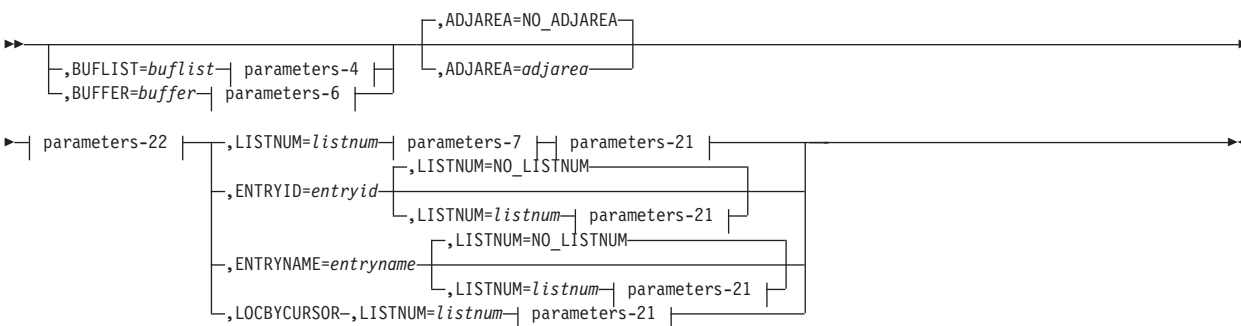 ,ADJAREA=NO_ADJAREA
,BUFLIST=buflist parameters-4 ,ADJAREA=adjarea
,BUFFER=buffer parameters-6
parameters-22 ,LISTNUM=listnum parameters-7 parameters-21
,LISTNUM=NO_LISTNUM
,ENTRYID=entryid
,LISTNUM=listnum parameters-21
,LISTNUM=NO_LISTNUM
,ENTRYNAME=entryname
,LISTNUM=listnum parameters-21
,LOCBYCURSOR-,LISTNUM=listnum parameters-21